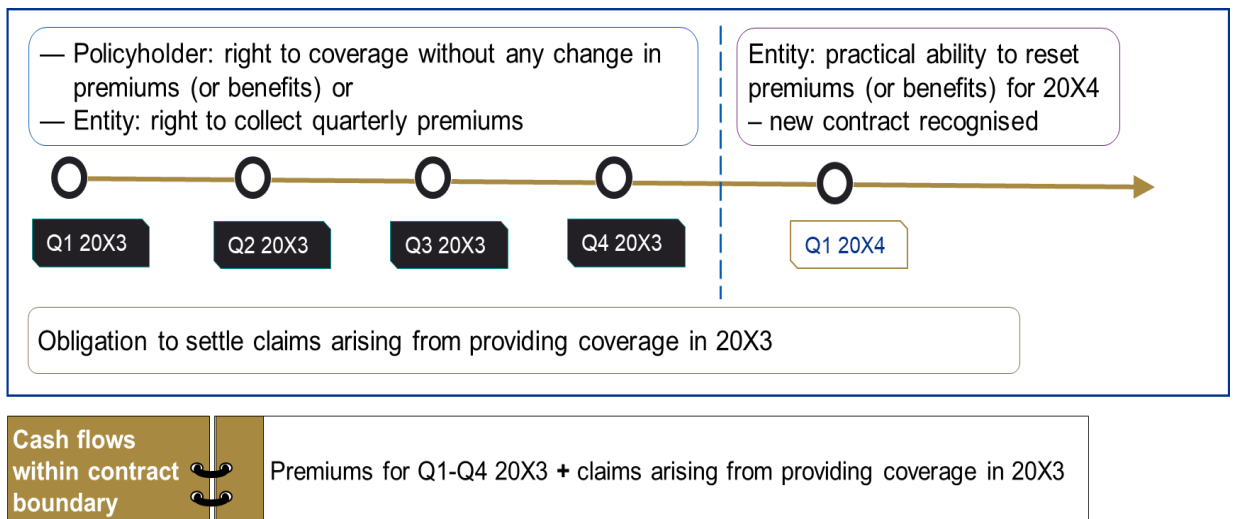 — Policyholder: right to coverage without any change in
premiums (or benefits) or
— Entity: right to collect quarterly premiums
Entity: practical ability to reset
premiums (or benefits) for 20X4
– new contract recognised
Q1 20X3
Q2 20X3
Q3 20X3
Q4 20X3
Q1 20X4
Obligation to settle claims arising from providing coverage in 20X3
Cash flows
within contract
boundary
Premiums for Q1-Q4 20X3 + claims arising from providing coverage in 20X3